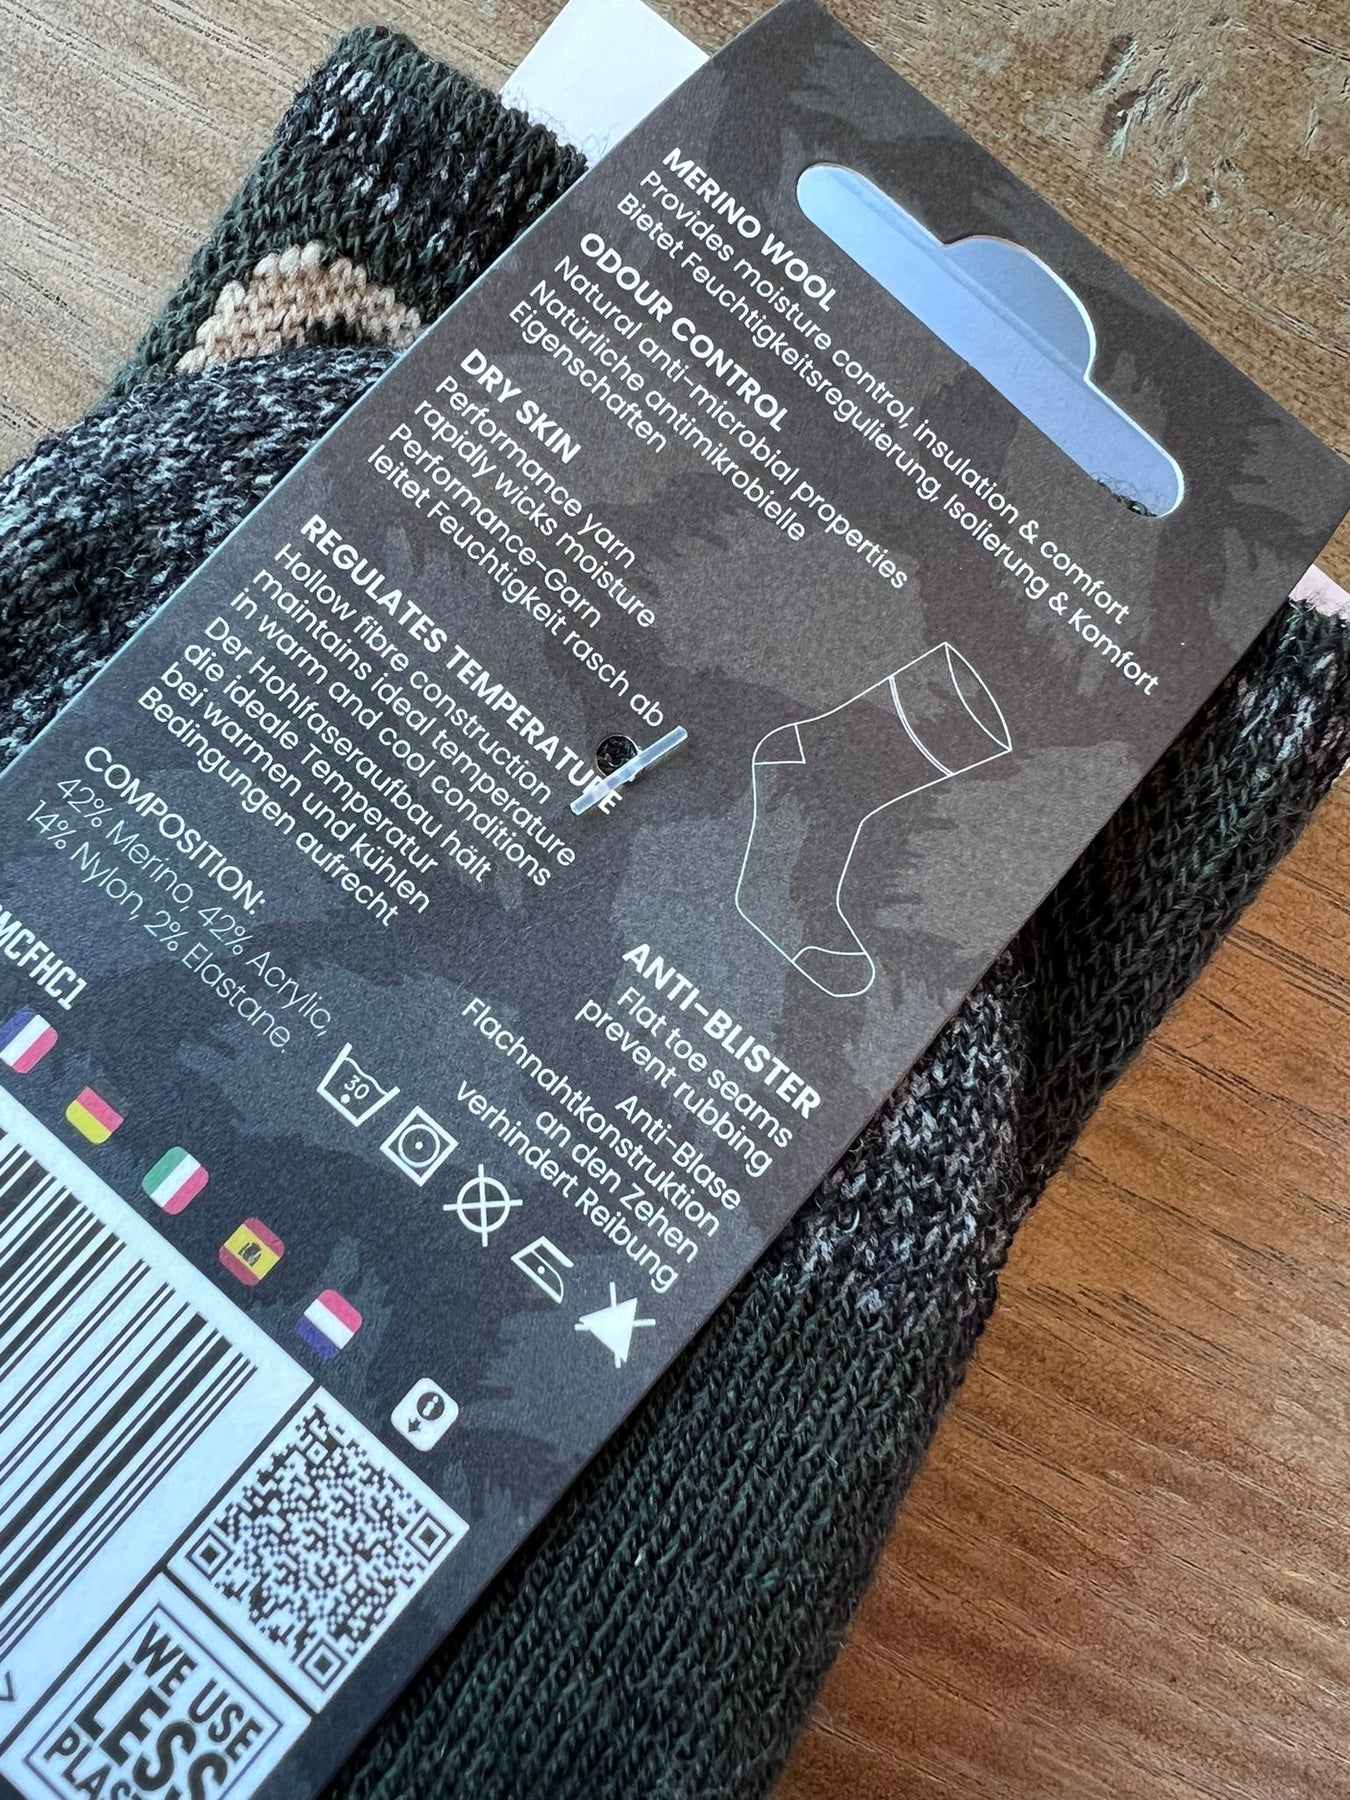 MERINO WOOL
Provides moisture control, insulation & comfort
Bietet Feuchtigkeitsregulierung, Isolierung & Komfort
ODOUR CONTROL
Natural anti-microbial properties
Natürliche antimikrobielle
Eigenschaften
DRY SKIN
Performance yarn
rapidly wicks moisture
Performance-Garn
leitet Feuchtigkeit rasch ab
REGULATES TEMPERATURE
Hollow fibre construction
maintains ideal temperature
in warm and cool conditions
Der Hohlfaseraufbau hält
die ideale Temperatur
bei warmen und kühlen
Bedingungen aufrecht
COMPOSITION:
42% Merino, 42% Acrylic,
14% Nylon, 2% Elastane.
MCFHC1
ANTI-BLISTER
Flat toe seams
prevent rubbing
Anti-Blase
Flachnahtkonstruktion
an den Zehen
verhindert Reibung
30
i
WE USE
LESS